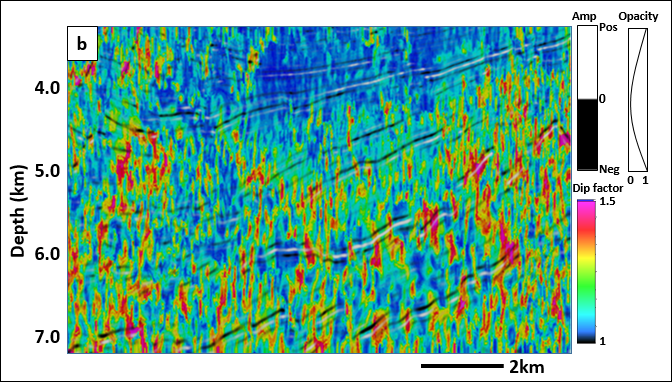 b
Amp
Opacity
Pos
4.0
0
5.0
Neg
0 1
Dip factor
1.5
Depth (km)
6.0
7.0
1
2km